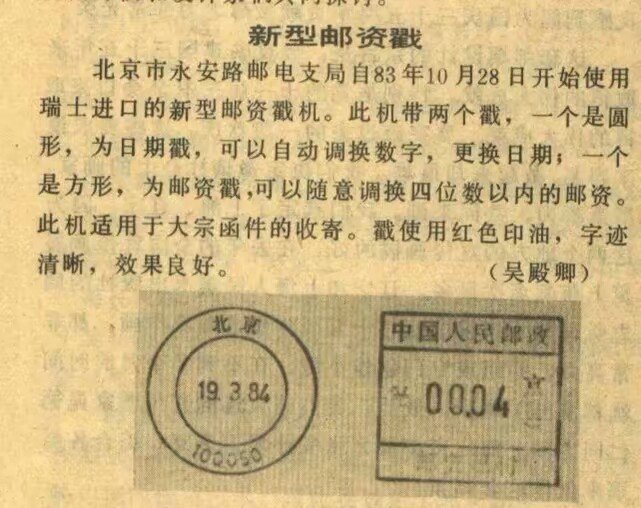 新型邮资戳
北京市永安路邮电支局自83年10月28日开始使用
瑞士进口的新型邮资戳机。此机带两个戳，一个是圆
形，为日期戳，可以自动调换数字，更换日期；一个
是方形，为邮资戳，可以随意调换四位数以内的邮资。
此机适用于大宗函件的收寄。戳使用红色印油，字迹
清晰，效果良好。（吴殿卿）
北京
19.3.84
100050
中国人民邮政
00.04